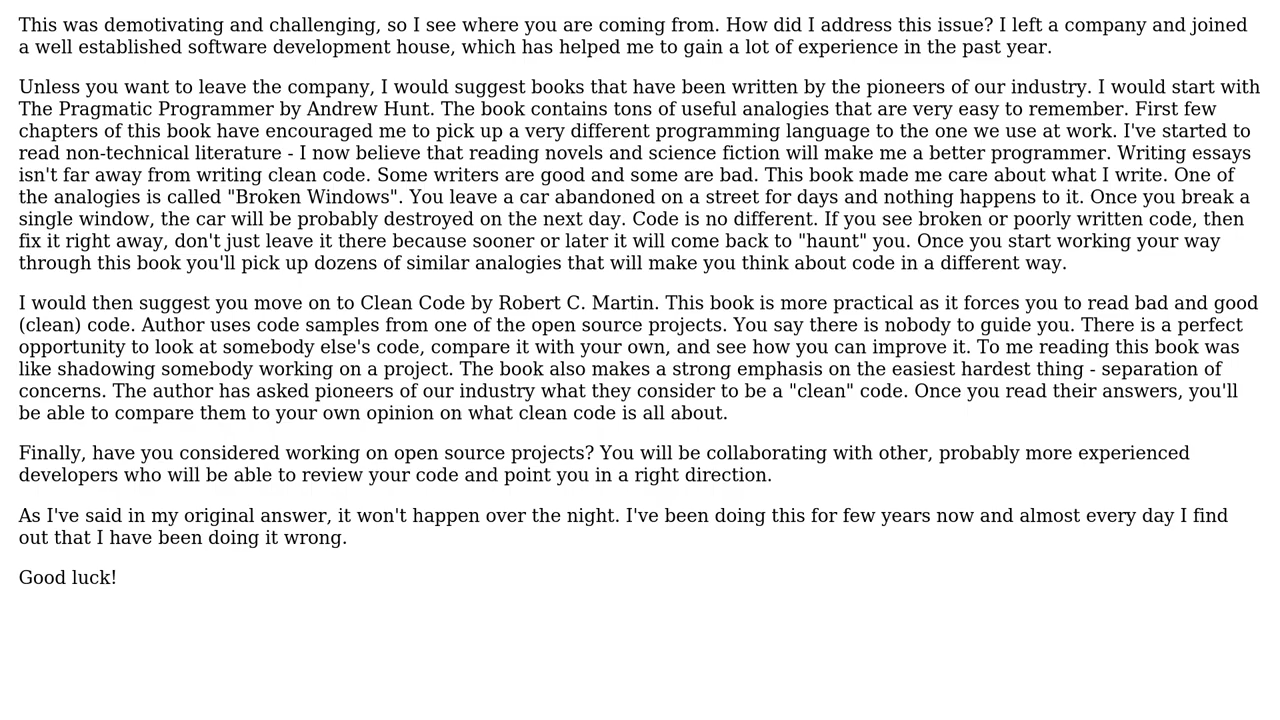 This was demotivating and challenging, so I see where you are coming from. How did I address this issue? I left a company and joined
a well established software development house, which has helped me to gain a lot of experience in the past year.
Unless you want to leave the company, I would suggest books that have been written by the pioneers of our industry. I would start with
The Pragmatic Programmer by Andrew Hunt. The book contains tons of useful analogies that are very easy to remember. First few
chapters of this book have encouraged me to pick up a very different programming language to the one we use at work. I've started to
read non-technical literature - I now believe that reading novels and science fiction will make me a better programmer. Writing essays
isn't far away from writing clean code. Some writers are good and some are bad. This book made me care about what I write. One of
the analogies is called "Broken Windows". You leave a car abandoned on a street for days and nothing happens to it. Once you break a
single window, the car will be probably destroyed on the next day. Code is no different. If you see broken or poorly written code, then
fix it right away, don't just leave it there because sooner or later it will come back to "haunt" you. Once you start working your way
through this book you'll pick up dozens of similar analogies that will make you think about code in a different way.
I would then suggest you move on to Clean Code by Robert C. Martin. This book is more practical as it forces you to read bad and good
(clean) code. Author uses code samples from one of the open source projects. You say there is nobody to guide you. There is a perfect
opportunity to look at somebody else's code, compare it with your own, and see how you can improve it. To me reading this book was
like shadowing somebody working on a project. The book also makes a strong emphasis on the easiest hardest thing - separation of
concerns. The author has asked pioneers of our industry what they consider to be a "clean" code. Once you read their answers, you'll
be able to compare them to your own opinion on what clean code is all about.
Finally, have you considered working on open source projects? You will be collaborating with other, probably more experienced
developers who will be able to review your code and point you in a right direction.
As I've said in my original answer, it won't happen over the night. I've been doing this for few years now and almost every day I find
out that I have been doing it wrong.
Good luck!